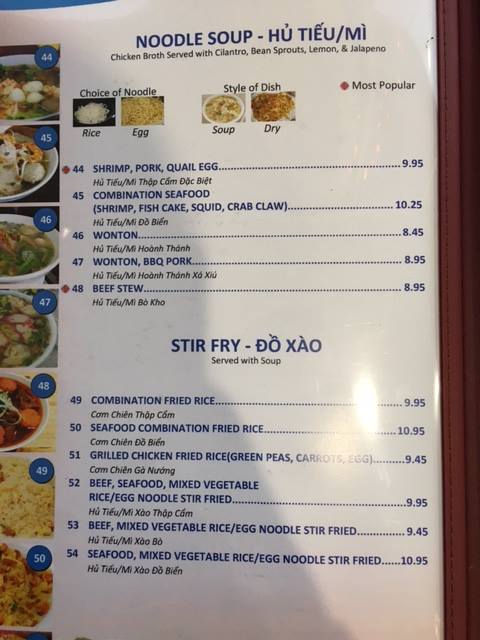 NOODLE SOUP - HỦ TIẾU/MÌ
Chicken Broth Served with Cilantro, Bean Sprouts, Lemon, & Jalapeno
Choice of Noodle
Style of Dish
Most Popular
Rice Egg Soup Dry
44 SHRIMP, PORK, QUAIL EGG 9.95
Hủ Tiếu/Mì Thập Cẩm Đặc Biệt
45 COMBINATION SEAFOOD
(SHRIMP, FISH CAKE, SQUID, CRAB CLAW) 10.25
Hủ Tiếu/Mì Đồ Biển
46 WONTON 8.45
Hủ Tiếu/Mì Hoành Thánh
47 WONTON, BBQ PORK 8.95
Hủ Tiếu/Mì Hoành Thánh Xá Xíu
48 BEEF STEW 8.95
Hủ Tiếu/Mì Bò Kho
STIR FRY - ĐỒ XÀO
Served with Soup
49 COMBINATION FRIED RICE 9.95
Cơm Chiên Thập Cẩm
50 SEAFOOD COMBINATION FRIED RICE 10.95
Cơm Chiên Đồ Biển
51 GRILLED CHICKEN FRIED RICE(GREEN PEAS, CARROTS, EGG) 9.45
Cơm Chiên Gà Nướng
52 BEEF, SEAFOOD, MIXED VEGETABLE
RICE/EGG NOODLE STIR FRIED 9.95
Hủ Tiếu/Mì Xào Thập Cẩm
53 BEEF, MIXED VEGETABLE RICE/EGG NOODLE STIR FRIED 9.45
Hủ Tiếu/Mì Xào Bò
54 SEAFOOD, MIXED VEGETABLE RICE/EGG NOODLE STIR FRIED 10.95
Hủ Tiếu/Mì Xào Đồ Biển
44
45
46
47
48
49
50